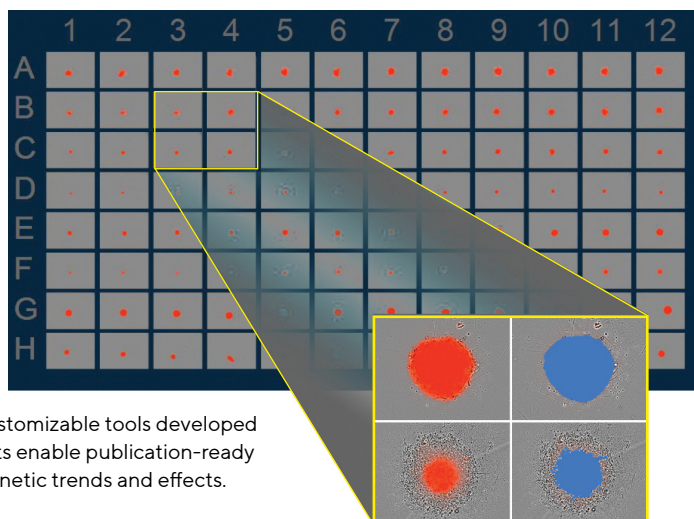 1 2 3 4 5 6 7 8 9 10 11 12
A
B
C
D
E
F
G
H
stomizable tools developed
ts enable publication-ready
netic trends and effects.